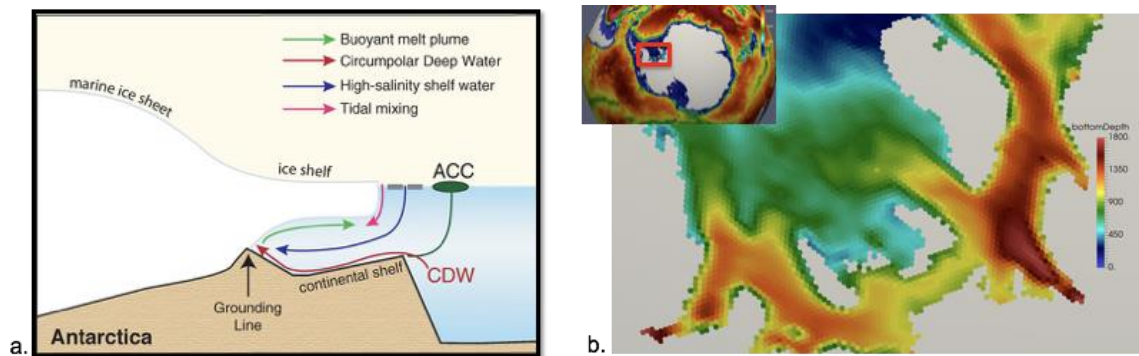 Buoyant melt plume
Circumpolar Deep Water
High-salinity shelf water
Tidal mixing
marine ice sheet
ice shelf
ACC
CDW
continental shelf
Grounding
Line
Antarctica
a.
bottomDepth
1800.
1350
900
450
0.
b.